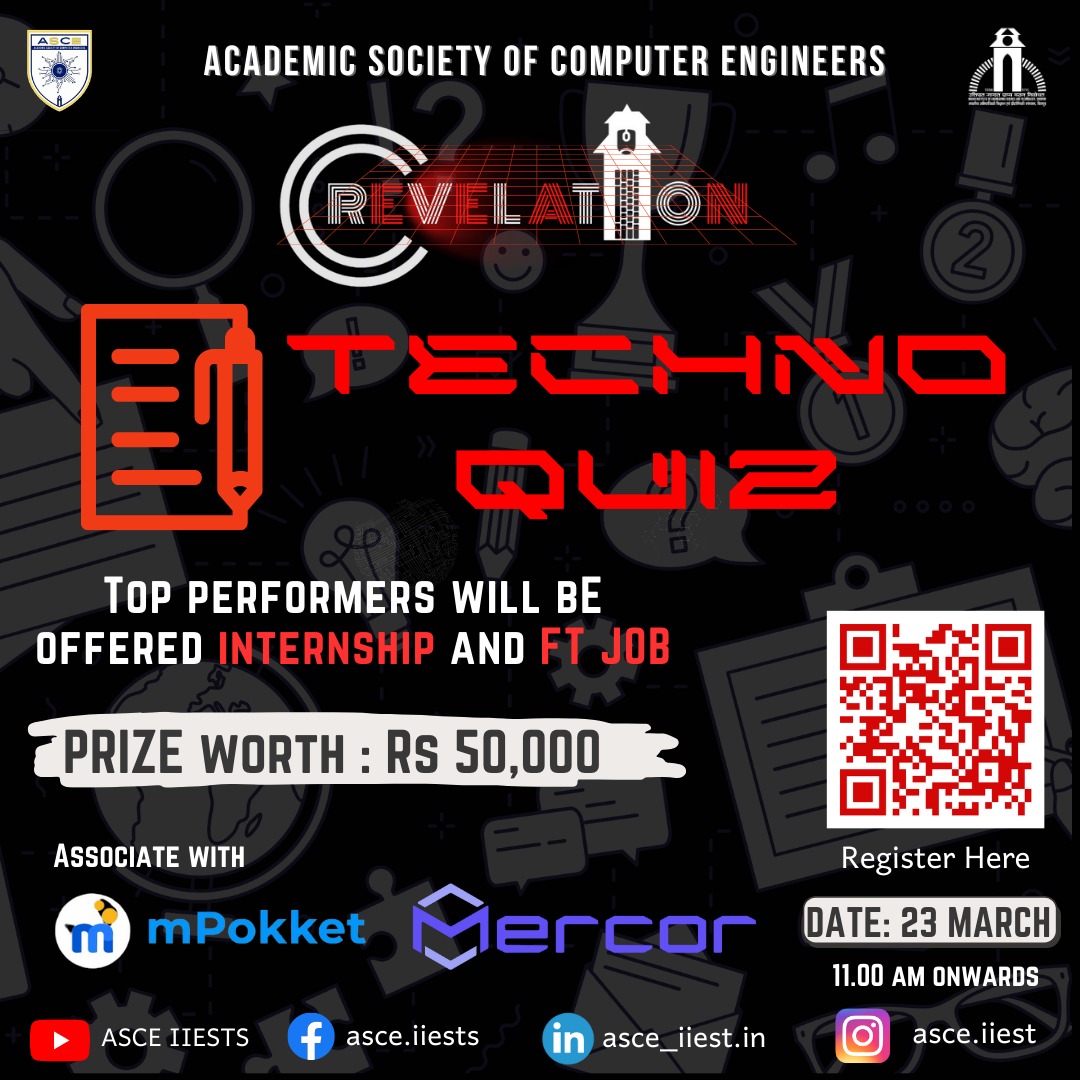 ASCE
ACADEMIC SOCIETY OF COMPUTER ENGINEERS
REVELATION
TECHNO
QUIZ
TOP PERFORMERS WILL BE
OFFERED INTERNSHIP AND FT JOB
PRIZE WORTH : Rs 50,000
ASSOCIATE WITH
mPokket
Mercor
Register Here
DATE: 23 MARCH
11.00 AM ONWARDS
ASCE IIESTS
asce.iiests
asce_iiest.in
asce.iiest